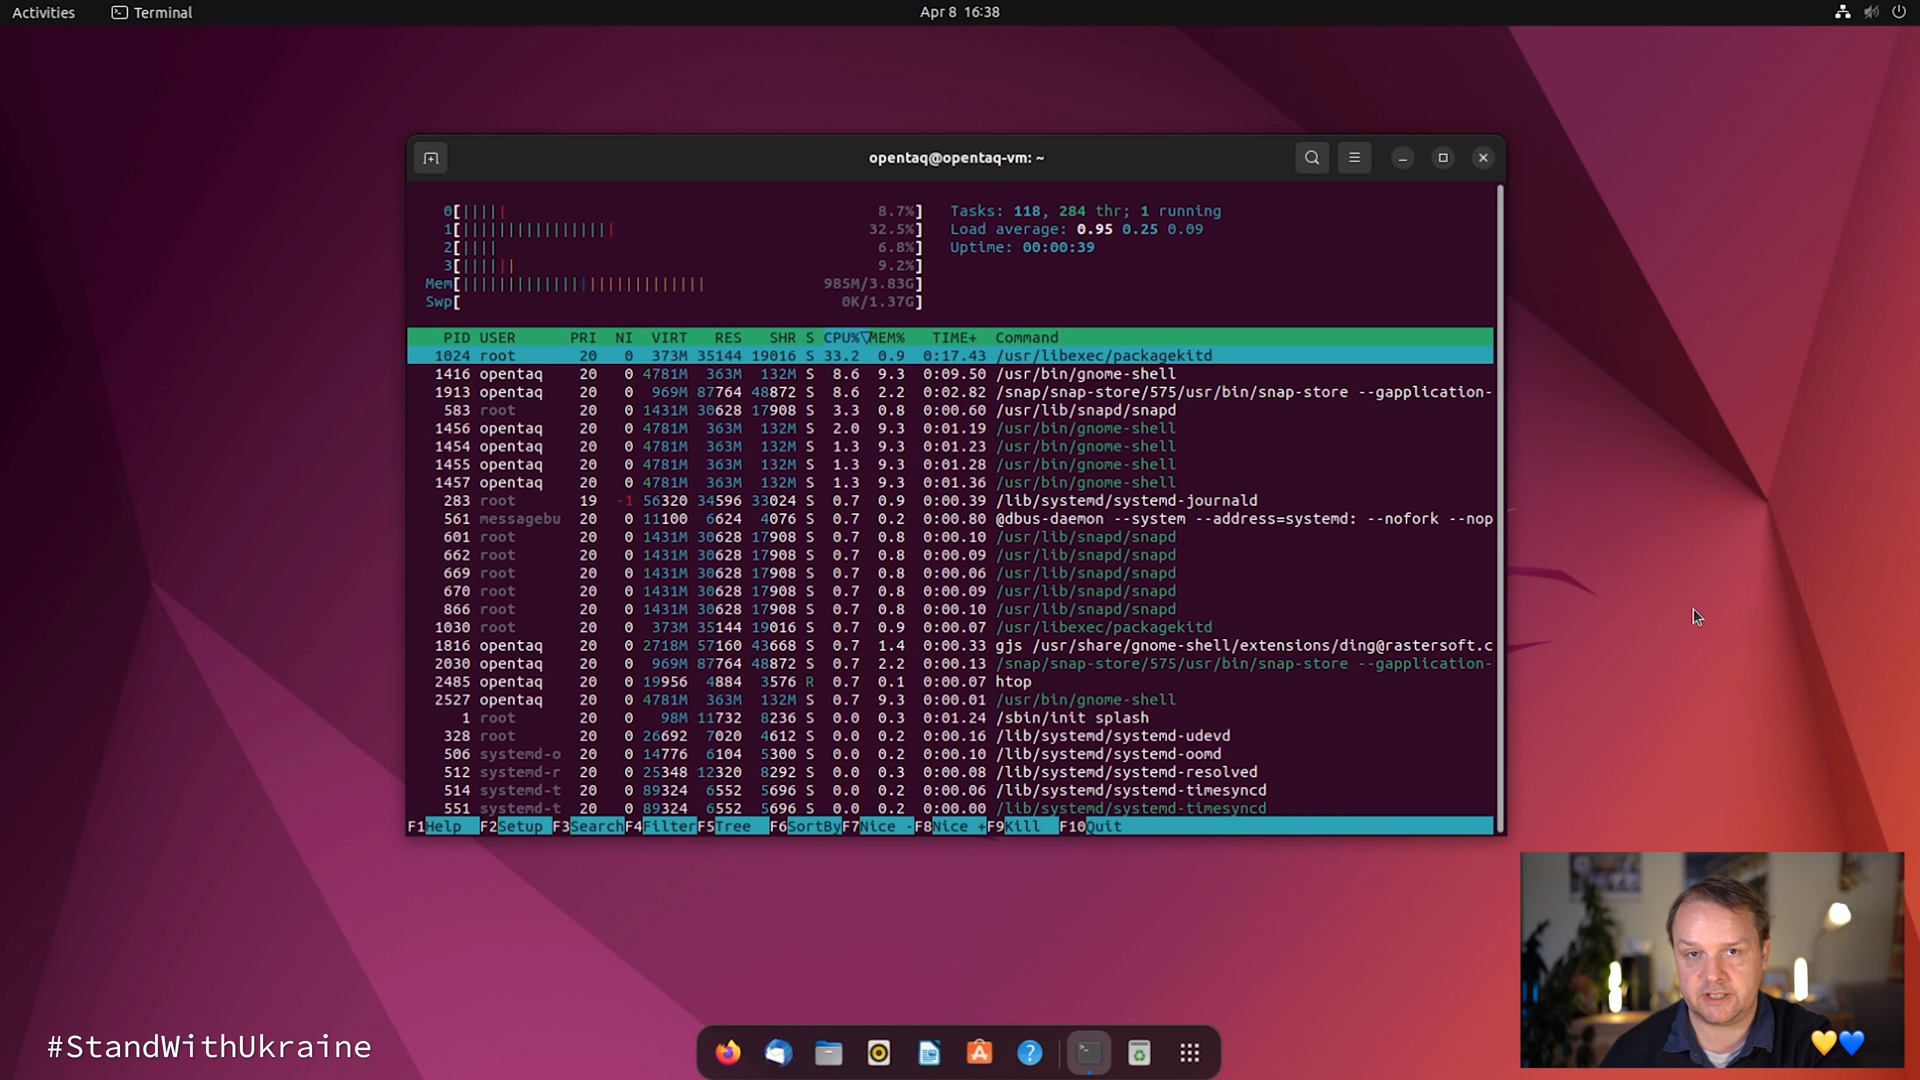 Activities
Terminal
Apr 8 16:38
opentaq@opentaq-vm: ~
0[||||| 8.7%] Tasks: 118, 284 thr; 1 running
1[||||||||||||||||| 32.5%] Load average: 0.95 0.25 0.09
2[|||| 6.8%] Uptime: 00:00:39
3[|||||| 9.2%]
Mem[||||||||||||||||||||||||||| 985M/3.83G]
Swp[ 0K/1.37G]
PID USER PRI NI VIRT RES SHR S CPU%▽MEM% TIME+ Command
1024 root 20 0 373M 35144 19016 S 33.2 0.9 0:17.43 /usr/libexec/packagekitd
1416 opentaq 20 0 4781M 363M 132M S 8.6 9.3 0:09.50 /usr/bin/gnome-shell
1913 opentaq 20 0 969M 87764 48872 S 8.6 2.2 0:02.82 /snap/snap-store/575/usr/bin/snap-store --gapplication-
583 root 20 0 1431M 30628 17908 S 3.3 0.8 0:00.60 /usr/lib/snapd/snapd
1456 opentaq 20 0 4781M 363M 132M S 2.0 9.3 0:01.19 /usr/bin/gnome-shell
1454 opentaq 20 0 4781M 363M 132M S 1.3 9.3 0:01.23 /usr/bin/gnome-shell
1455 opentaq 20 0 4781M 363M 132M S 1.3 9.3 0:01.28 /usr/bin/gnome-shell
1457 opentaq 20 0 4781M 363M 132M S 1.3 9.3 0:01.36 /usr/bin/gnome-shell
283 root 19 -1 56320 34596 33024 S 0.7 0.9 0:00.39 /lib/systemd/systemd-journald
561 messagebu 20 0 11100 6624 4076 S 0.7 0.2 0:00.80 @dbus-daemon --system --address=systemd: --nofork --nop
601 root 20 0 1431M 30628 17908 S 0.7 0.8 0:00.10 /usr/lib/snapd/snapd
662 root 20 0 1431M 30628 17908 S 0.7 0.8 0:00.09 /usr/lib/snapd/snapd
669 root 20 0 1431M 30628 17908 S 0.7 0.8 0:00.06 /usr/lib/snapd/snapd
670 root 20 0 1431M 30628 17908 S 0.7 0.8 0:00.09 /usr/lib/snapd/snapd
866 root 20 0 1431M 30628 17908 S 0.7 0.8 0:00.10 /usr/lib/snapd/snapd
1030 root 20 0 373M 35144 19016 S 0.7 0.9 0:00.07 /usr/libexec/packagekitd
1816 opentaq 20 0 2718M 57160 43668 S 0.7 1.4 0:00.33 gjs /usr/share/gnome-shell/extensions/ding@rastersoft.c
2030 opentaq 20 0 969M 87764 48872 S 0.7 2.2 0:00.13 /snap/snap-store/575/usr/bin/snap-store --gapplication-
2485 opentaq 20 0 19956 4884 3576 R 0.7 0.1 0:00.07 htop
2527 opentaq 20 0 4781M 363M 132M S 0.7 9.3 0:00.01 /usr/bin/gnome-shell
1 root 20 0 98M 11732 8236 S 0.0 0.3 0:01.24 /sbin/init splash
328 root 20 0 26692 7020 4612 S 0.0 0.2 0:00.16 /lib/systemd/systemd-udevd
506 systemd-o 20 0 14776 6104 5300 S 0.0 0.2 0:00.10 /lib/systemd/systemd-oomd
512 systemd-r 20 0 25348 12320 8292 S 0.0 0.3 0:00.08 /lib/systemd/systemd-resolved
514 systemd-t 20 0 89324 6552 5696 S 0.0 0.2 0:00.06 /lib/systemd/systemd-timesyncd
551 systemd-t 20 0 89324 6552 5696 S 0.0 0.2 0:00.00 /lib/systemd/systemd-timesyncd
F1Help F2Setup F3SearchF4FilterF5Tree F6SortByF7Nice -F8Nice +F9Kill F10Quit
#StandWithUkraine